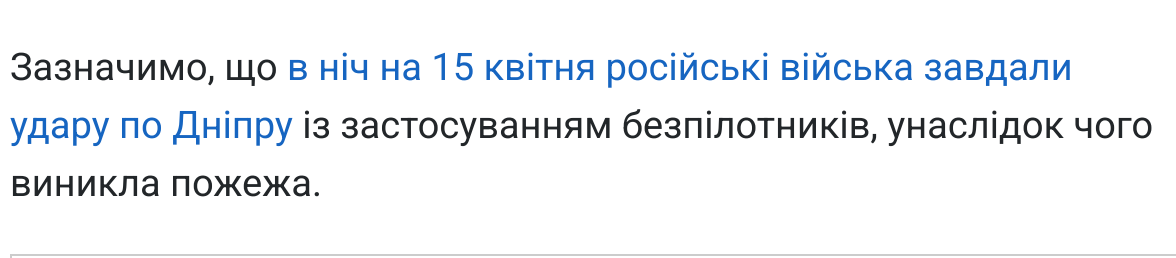 Зазначимо, що в ніч на 15 квітня російські війська завдали
удару по Дніпру із застосуванням безпілотників, унаслідок чого
виникла пожежа.